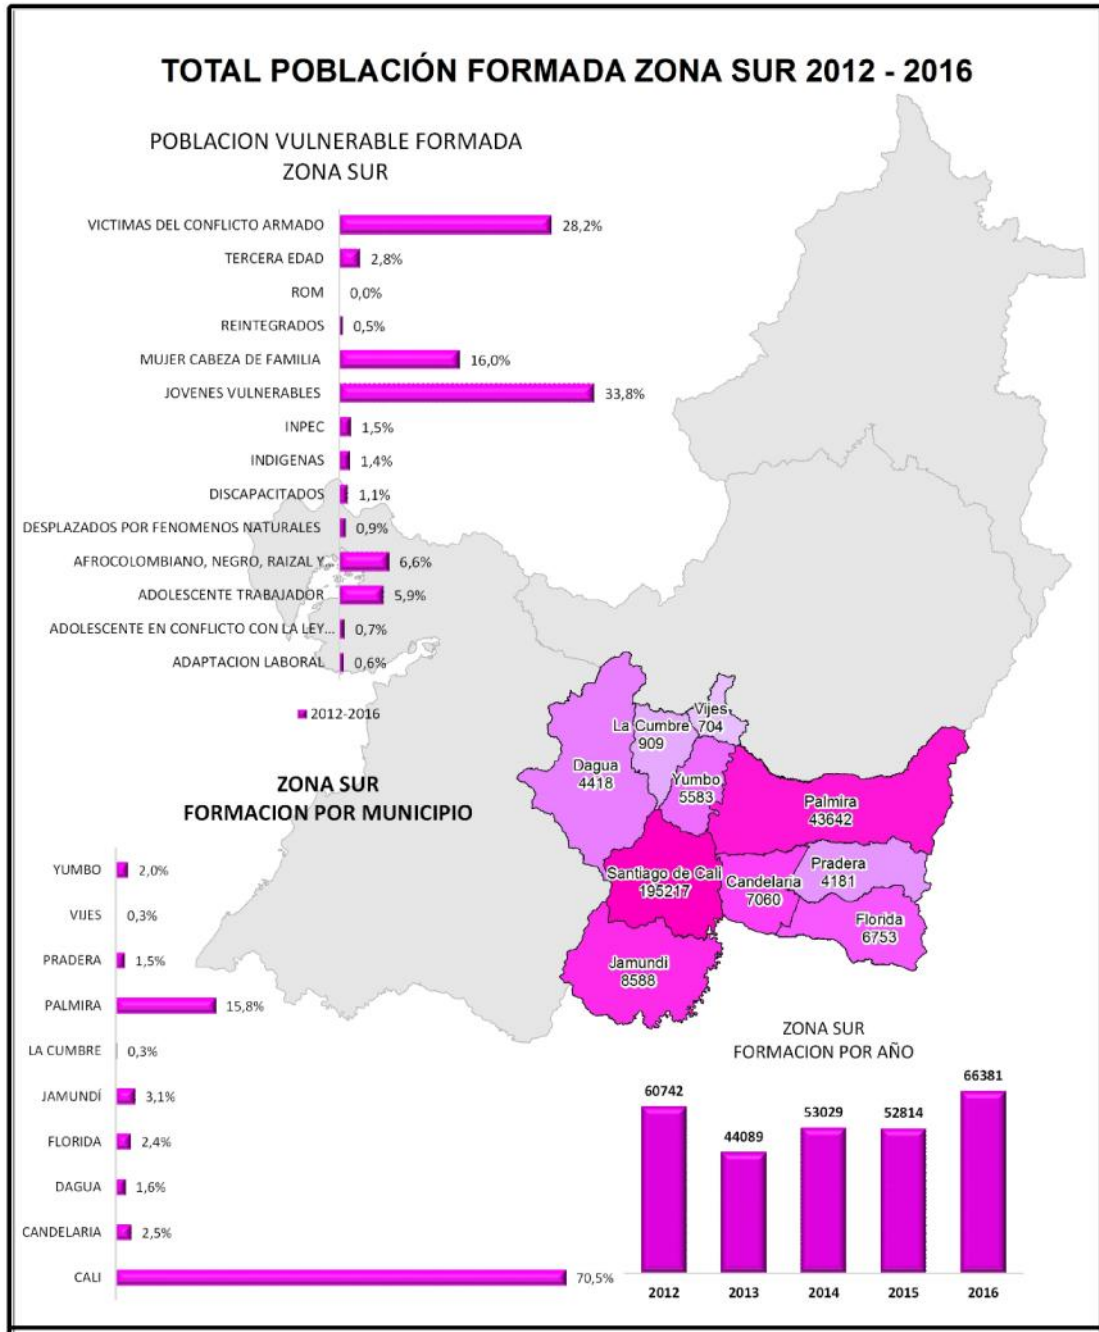 TOTAL POBLACIÓN FORMADA ZONA SUR 2012 - 2016
POBLACION VULNERABLE FORMADA
ZONA SUR
VICTIMAS DEL CONFLICTO ARMADO 28,2%
TERCERA EDAD 2,8%
ROM 0,0%
REINTEGRADOS 0,5%
MUJER CABEZA DE FAMILIA 16,0%
JOVENES VULNERABLES 33,8%
INPEC 1,5%
INDIGENAS 1,4%
DISCAPACITADOS 1,1%
DESPLAZADOS POR FENOMENOS NATURALES 0,9%
AFROCOLOMBIANO, NEGRO, RAIZAL Y... 6,6%
ADOLESCENTE TRABAJADOR 5,9%
ADOLESCENTE EN CONFLICTO CON LA LEY... 0,7%
ADAPTACION LABORAL 0,6%
2012-2016
Vijes
704
La Cumbre
909
Dagua
4418
Yumbo
5583
Palmira
43642
Pradera
4181
Santiago de Cali
195217
Candelaria
7060
Florida
6753
Jamundi
8588
ZONA SUR
FORMACION POR MUNICIPIO
YUMBO 2,0%
VIJES 0,3%
PRADERA 1,5%
PALMIRA 15,8%
LA CUMBRE 0,3%
JAMUNDÍ 3,1%
FLORIDA 2,4%
DAGUA 1,6%
CANDELARIA 2,5%
CALI 70,5%
ZONA SUR
FORMACION POR AÑO
60742 44089 53029 52814 66381
2012 2013 2014 2015 2016